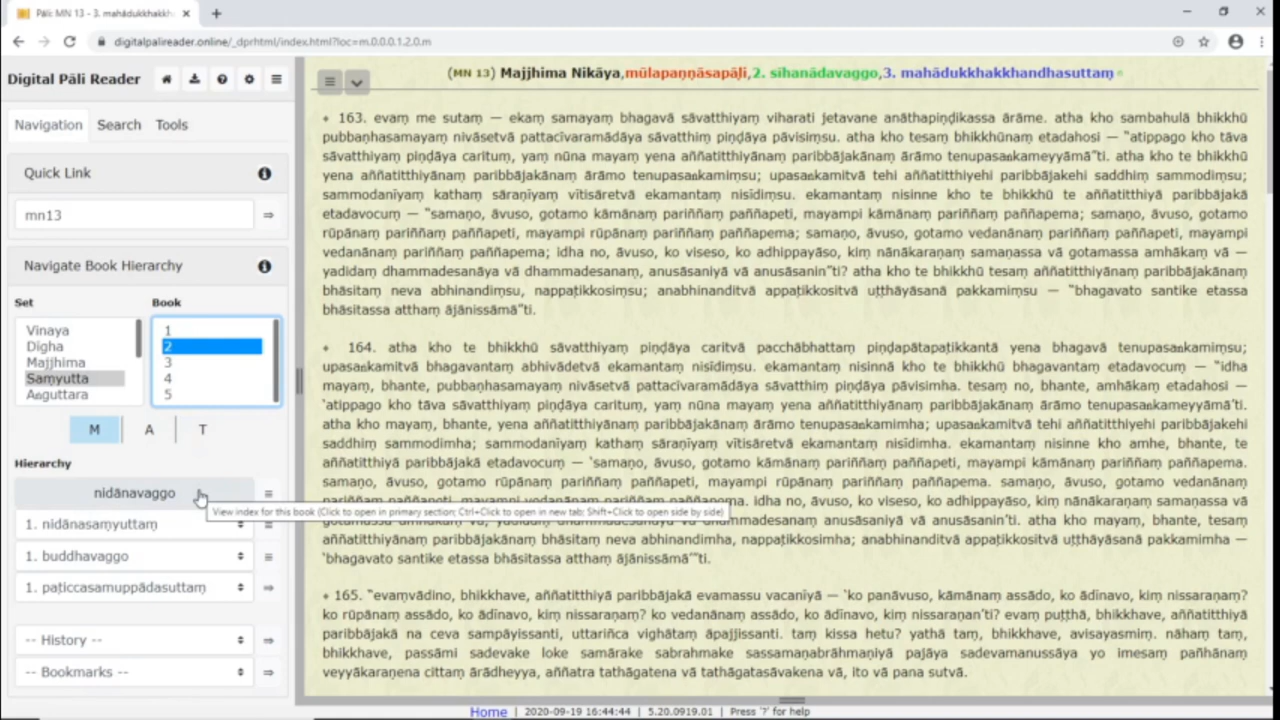 Pāli: MN 13 - 3. mahādukkhakkh
digitalpalireader.online/_dprhtml/index.html?loc=m.0.0.0.1.2.0.m
Digital Pāli Reader
Navigation Search Tools
Quick Link
mn13
Navigate Book Hierarchy
Set Book
Vinaya 1
Dīgha 2
Majjhima 3
Saṃyutta 4
Aṅguttara 5
M A T
Hierarchy
nidānavaggo
View index for this book (Click to open in primary section; Ctrl+Click to open in new tab; Shift+Click to open side by side)
1. nidānasaṃyuttaṃ
1. buddhavaggo
1. paṭiccasamuppādasuttaṃ
-- History --
-- Bookmarks --
(MN 13) Majjhima Nikāya,mūlapaṇṇāsapāḷi,2. sīhanādavaggo,3. mahādukkhakkhandhasuttaṃ
163. evaṃ me sutaṃ — ekaṃ samayaṃ bhagavā sāvatthiyaṃ viharati jetavane anāthapiṇḍikassa ārāme. atha kho sambahulā bhikkhū
pubbaṇhasamayaṃ nivāsetvā pattacīvaramādāya sāvatthiṃ piṇḍāya pāvisiṃsu. atha kho tesaṃ bhikkhūnaṃ etadahosi — “atippago kho tāva
sāvatthiyaṃ piṇḍāya carituṃ, yaṃ nūna mayaṃ yena aññatitthiyānaṃ paribbājakānaṃ ārāmo tenupasaṅkameyyāmā”ti. atha kho te bhikkhū
yena aññatitthiyānaṃ paribbājakānaṃ ārāmo tenupasaṅkamiṃsu; upasaṅkamitvā tehi aññatitthiyehi paribbājakehi saddhiṃ sammodiṃsu;
sammodanīyaṃ kathaṃ sāraṇīyaṃ vītisāretvā ekamantaṃ nisīdiṃsu. ekamantaṃ nisinne kho te bhikkhū te aññatitthiyā paribbājakā
etadavocuṃ — “samaṇo, āvuso, gotamo kāmānaṃ pariññaṃ paññapeti, mayampi kāmānaṃ pariññaṃ paññapema; samaṇo, āvuso, gotamo
rūpānaṃ pariññaṃ paññapeti, mayampi rūpānaṃ pariññaṃ paññapema; samaṇo, āvuso, gotamo vedanānaṃ pariññaṃ paññapeti, mayampi
vedanānaṃ pariññaṃ paññapema; idha no, āvuso, ko viseso, ko adhippayāso, kiṃ nānākaraṇaṃ samaṇassa vā gotamassa amhākaṃ vā —
yadidaṃ dhammadesanāya vā dhammadesanaṃ, anusāsaniyā vā anusāsanin”ti? atha kho te bhikkhū tesaṃ aññatitthiyānaṃ paribbājakānaṃ
bhāsitaṃ neva abhinandiṃsu, nappaṭikkosiṃsu; anabhinanditvā appaṭikkositvā uṭṭhāyāsanā pakkamiṃsu — “bhagavato santike etassa
bhāsitassa atthaṃ ājānissāmā”ti.
164. atha kho te bhikkhū sāvatthiyaṃ piṇḍāya caritvā pacchābhattaṃ piṇḍapātapaṭikkantā yena bhagavā tenupasaṅkamiṃsu;
upasaṅkamitvā bhagavantaṃ abhivādetvā ekamantaṃ nisīdiṃsu. ekamantaṃ nisinnā kho te bhikkhū bhagavantaṃ etadavocuṃ — “idha
mayaṃ, bhante, pubbaṇhasamayaṃ nivāsetvā pattacīvaramādāya sāvatthiṃ piṇḍāya pāvisimha. tesaṃ no, bhante, amhākaṃ etadahosi —
‘atippago kho tāva sāvatthiyaṃ piṇḍāya carituṃ, yaṃ nūna mayaṃ yena aññatitthiyānaṃ paribbājakānaṃ ārāmo tenupasaṅkameyyāmā’ti.
atha kho mayaṃ, bhante, yena aññatitthiyānaṃ paribbājakānaṃ ārāmo tenupasaṅkamimha; upasaṅkamitvā tehi aññatitthiyehi paribbājakehi
saddhiṃ sammodimha; sammodanīyaṃ kathaṃ sāraṇīyaṃ vītisāretvā ekamantaṃ nisīdimha. ekamantaṃ nisinne kho amhe, bhante, te
aññatitthiyā paribbājakā etadavocuṃ — ‘samaṇo, āvuso, gotamo kāmānaṃ pariññaṃ paññapeti, mayampi kāmānaṃ pariññaṃ paññapema.
samaṇo, āvuso, gotamo rūpānaṃ pariññaṃ paññapeti, mayampi rūpānaṃ pariññaṃ paññapema. samaṇo, āvuso, gotamo vedanānaṃ
pariññaṃ paññapeti, mayampi vedanānaṃ pariññaṃ paññapema. idha no, āvuso, ko viseso, ko adhippayāso, kiṃ nānākaraṇaṃ samaṇassa vā
gotamassa amhākaṃ vā, yadidaṃ dhammadesanāya vā dhammadesanaṃ anusāsaniyā vā anusāsanin’ti. atha kho mayaṃ, bhante, tesaṃ
aññatitthiyānaṃ paribbājakānaṃ bhāsitaṃ neva abhinandimha, nappaṭikkosimha; anabhinanditvā appaṭikkositvā uṭṭhāyāsanā pakkamimha —
‘bhagavato santike etassa bhāsitassa atthaṃ ājānissāmā’”ti.
165. “evaṃvādino, bhikkhave, aññatitthiyā paribbājakā evamassu vacanīyā — ‘ko panāvuso, kāmānaṃ assādo, ko ādīnavo, kiṃ nissaraṇaṃ?
ko rūpānaṃ assādo, ko ādīnavo, kiṃ nissaraṇaṃ? ko vedanānaṃ assādo, ko ādīnavo, kiṃ nissaraṇan’ti? evaṃ puṭṭhā, bhikkhave, aññatitthiyā
paribbājakā na ceva sampāyissanti, uttariñca vighātaṃ āpajjissanti. taṃ kissa hetu? yathā taṃ, bhikkhave, avisayasmiṃ. nāhaṃ taṃ,
bhikkhave, passāmi sadevake loke samārake sabrahmake sassamaṇabrāhmaṇiyā pajāya sadevamanussāya yo imesaṃ pañhānaṃ
veyyākaraṇena cittaṃ ārādheyya, aññatra tathāgatena vā tathāgatasāvakena vā, ito vā pana sutvā.
Home | 2020-09-19 16:44:44 | 5.20.0919.01 | Press '?' for help